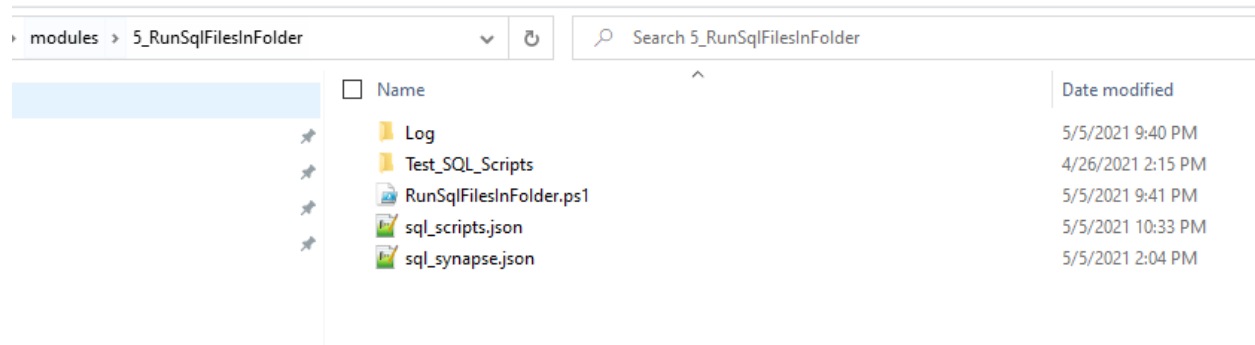 modules > 5_RunSqlFilesInFolder Search 5_RunSqlFilesInFolder
Name Date modified
Log 5/5/2021 9:40 PM
Test_SQL_Scripts 4/26/2021 2:15 PM
RunSqlFilesInFolder.ps1 5/5/2021 9:41 PM
sql_scripts.json 5/5/2021 10:33 PM
sql_synapse.json 5/5/2021 2:04 PM